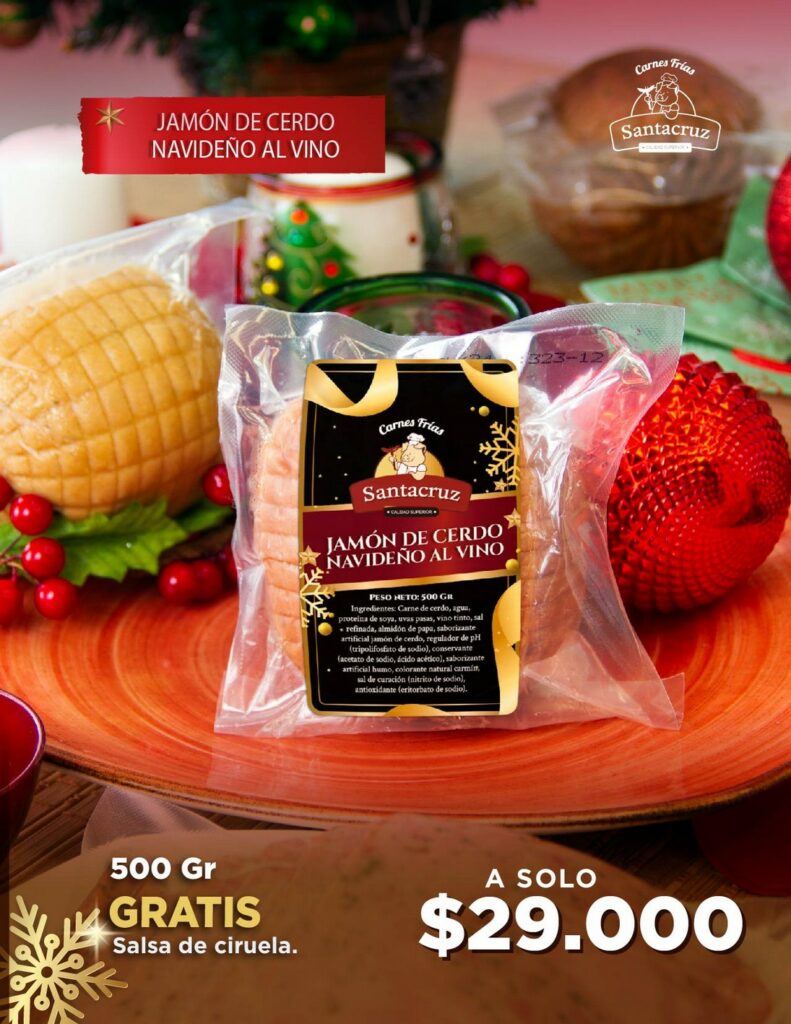 JAMÓN DE CERDO
NAVIDEÑO AL VINO
Carnes Frías
Santacruz
CALIDAD SUPERIOR
323-12
Carnes Frías
Santacruz
• CALIDAD SUPERIOR •
JAMÓN DE CERDO
NAVIDEÑO AL VINO
PESO NETO: 500 GR
Ingredientes: Carne de cerdo, agua,
proteína de soya, uvas pasas, vino tinto, sal
refinada, almidón de papa, saborizante
artificial jamón de cerdo, regulador de pH
(tripolifosfato de sodio), conservante
(acetato de sodio, ácido acético), saborizante
artificial humo, colorante natural carmín,
sal de curación (nitrito de sodio),
antioxidante (eritorbato de sodio).
500 Gr
GRATIS
Salsa de ciruela.
A SOLO
$29.000